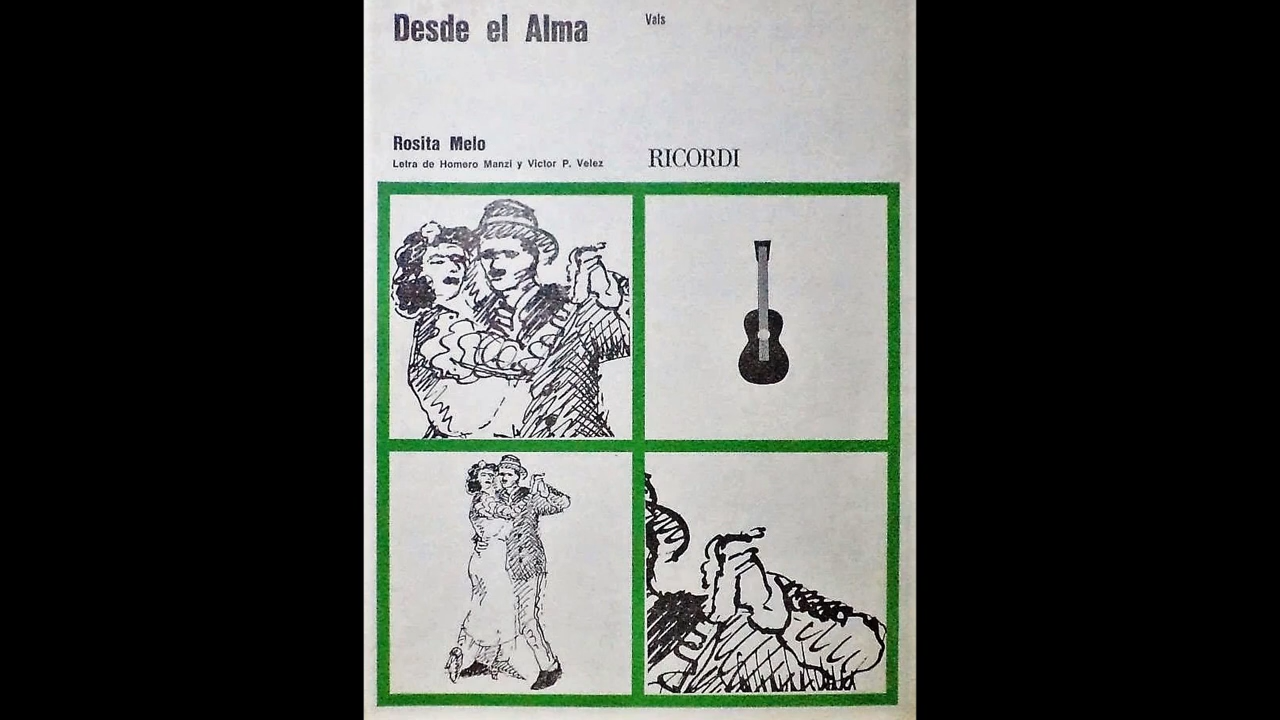 Desde el Alma
Vals
Rosita Melo
Letra de Homero Manzi y Victor P. Velez
RICORDI